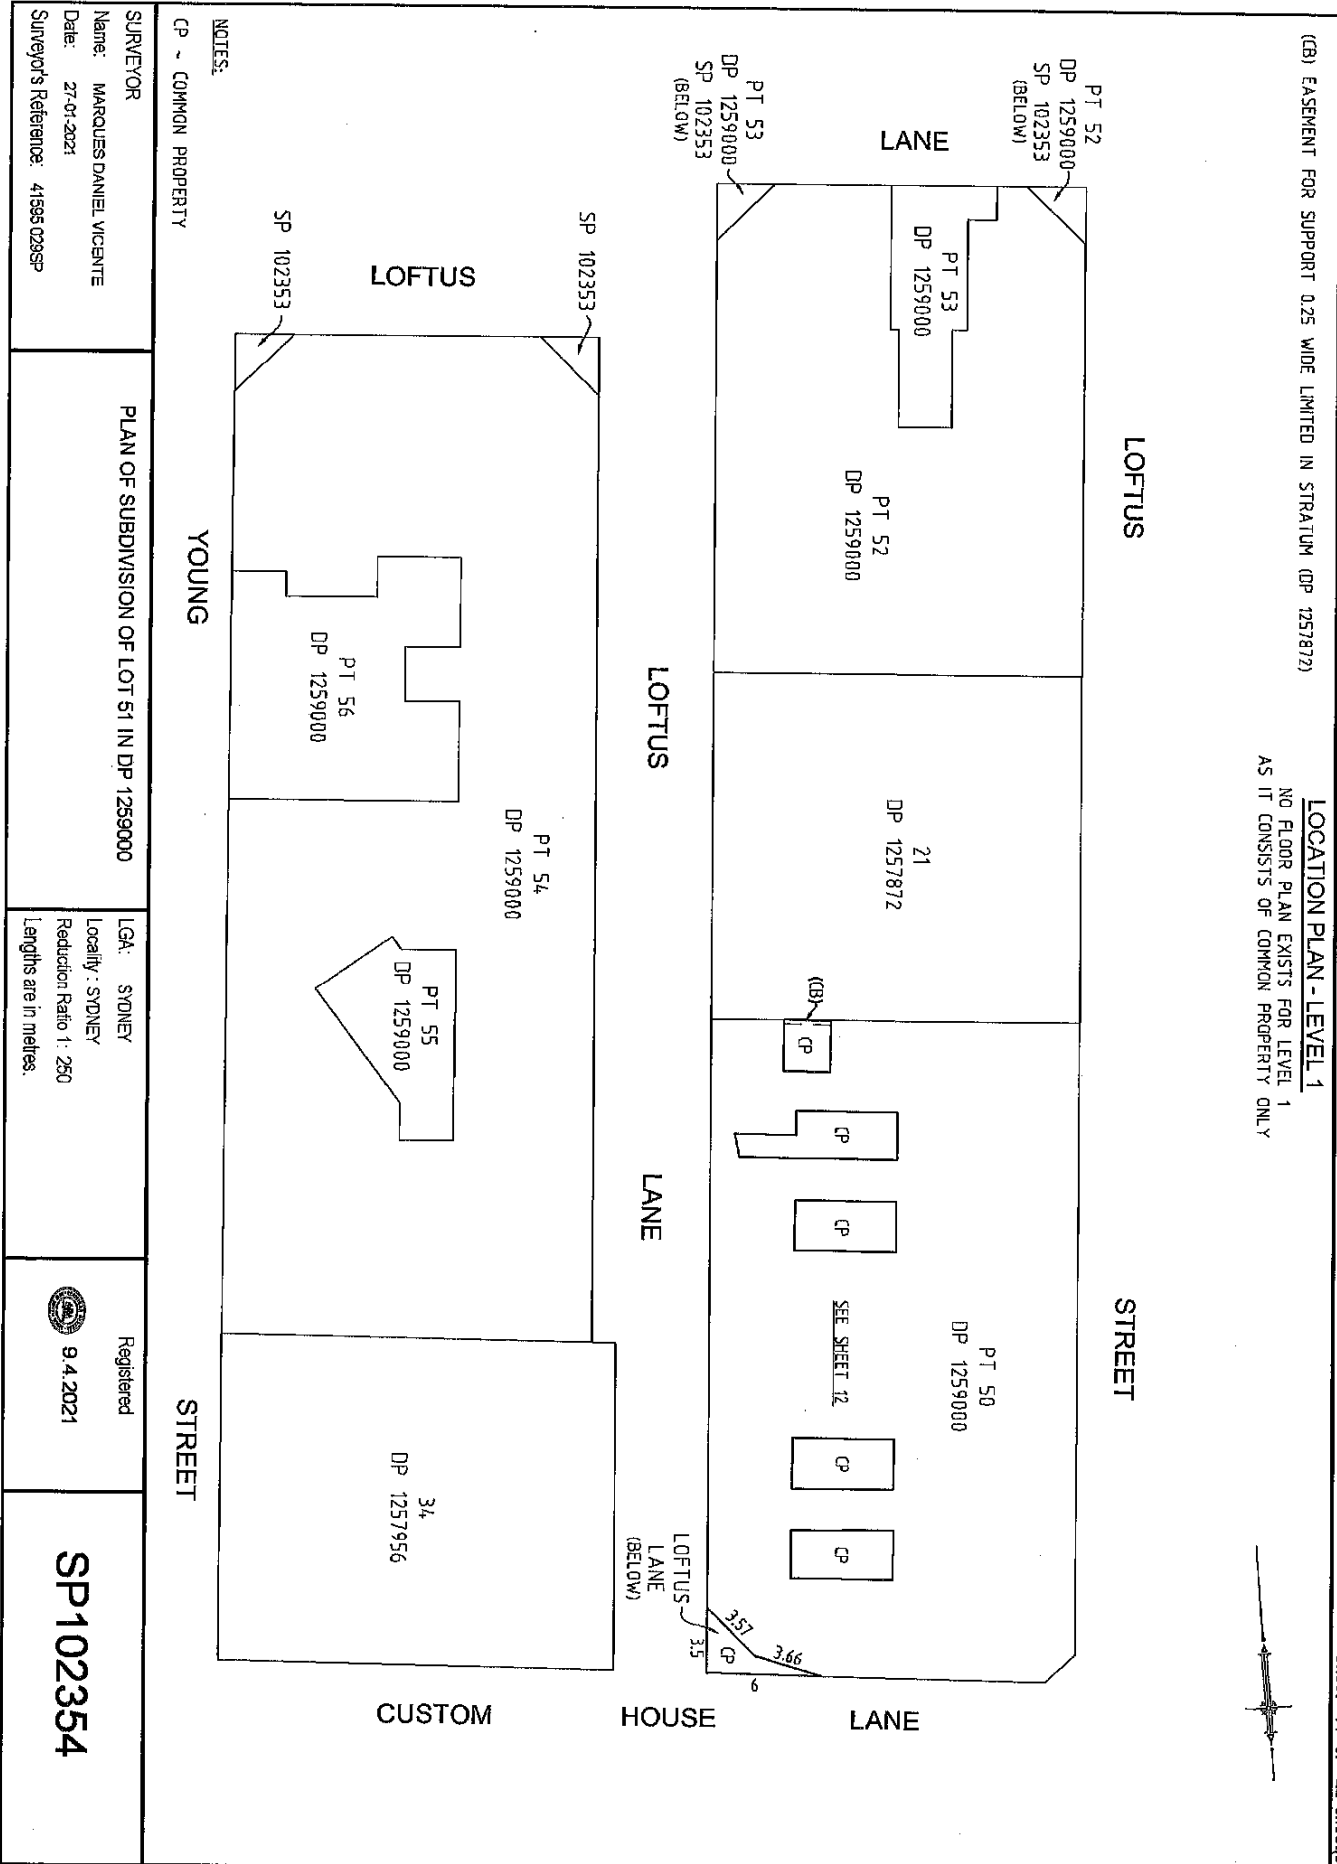 LOCATION PLAN - LEVEL 1
NO FLOOR PLAN EXISTS FOR LEVEL 1
AS IT CONSISTS OF COMMON PROPERTY ONLY
(CB) EASEMENT FOR SUPPORT 0.25 WIDE LIMITED IN STRATUM (DP 1257872)
LOFTUS
STREET
PT 52
DP 1259000
SP 102353
(BELOW)
LANE
PT 53
DP 1259000
SP 102353
(BELOW)
PT 53
DP 1259000
PT 52
DP 1259000
21
DP 1257872
(CB)
CP
CP
CP
SEE SHEET 12
PT 50
DP 1259000
CP
CP
3.57
3.66
CP
3.5
6
LOFTUS
LANE
(BELOW)
LOFTUS
LANE
LOFTUS
SP 102353
SP 102353
PT 54
DP 1259000
PT 56
DP 1259000
PT 55
DP 1259000
34
DP 1257956
CUSTOM
HOUSE
LANE
YOUNG
STREET
NOTES:
CP ~ COMMON PROPERTY
SURVEYOR
Name: MARQUES DANIEL VICENTE
Date: 27-01-2021
Surveyor's Reference: 41595 029SP
PLAN OF SUBDIVISION OF LOT 51 IN DP 1259000
LGA: SYDNEY
Locality: SYDNEY
Reduction Ratio 1: 250
Lengths are in metres.
Registered
9.4.2021
SP102354